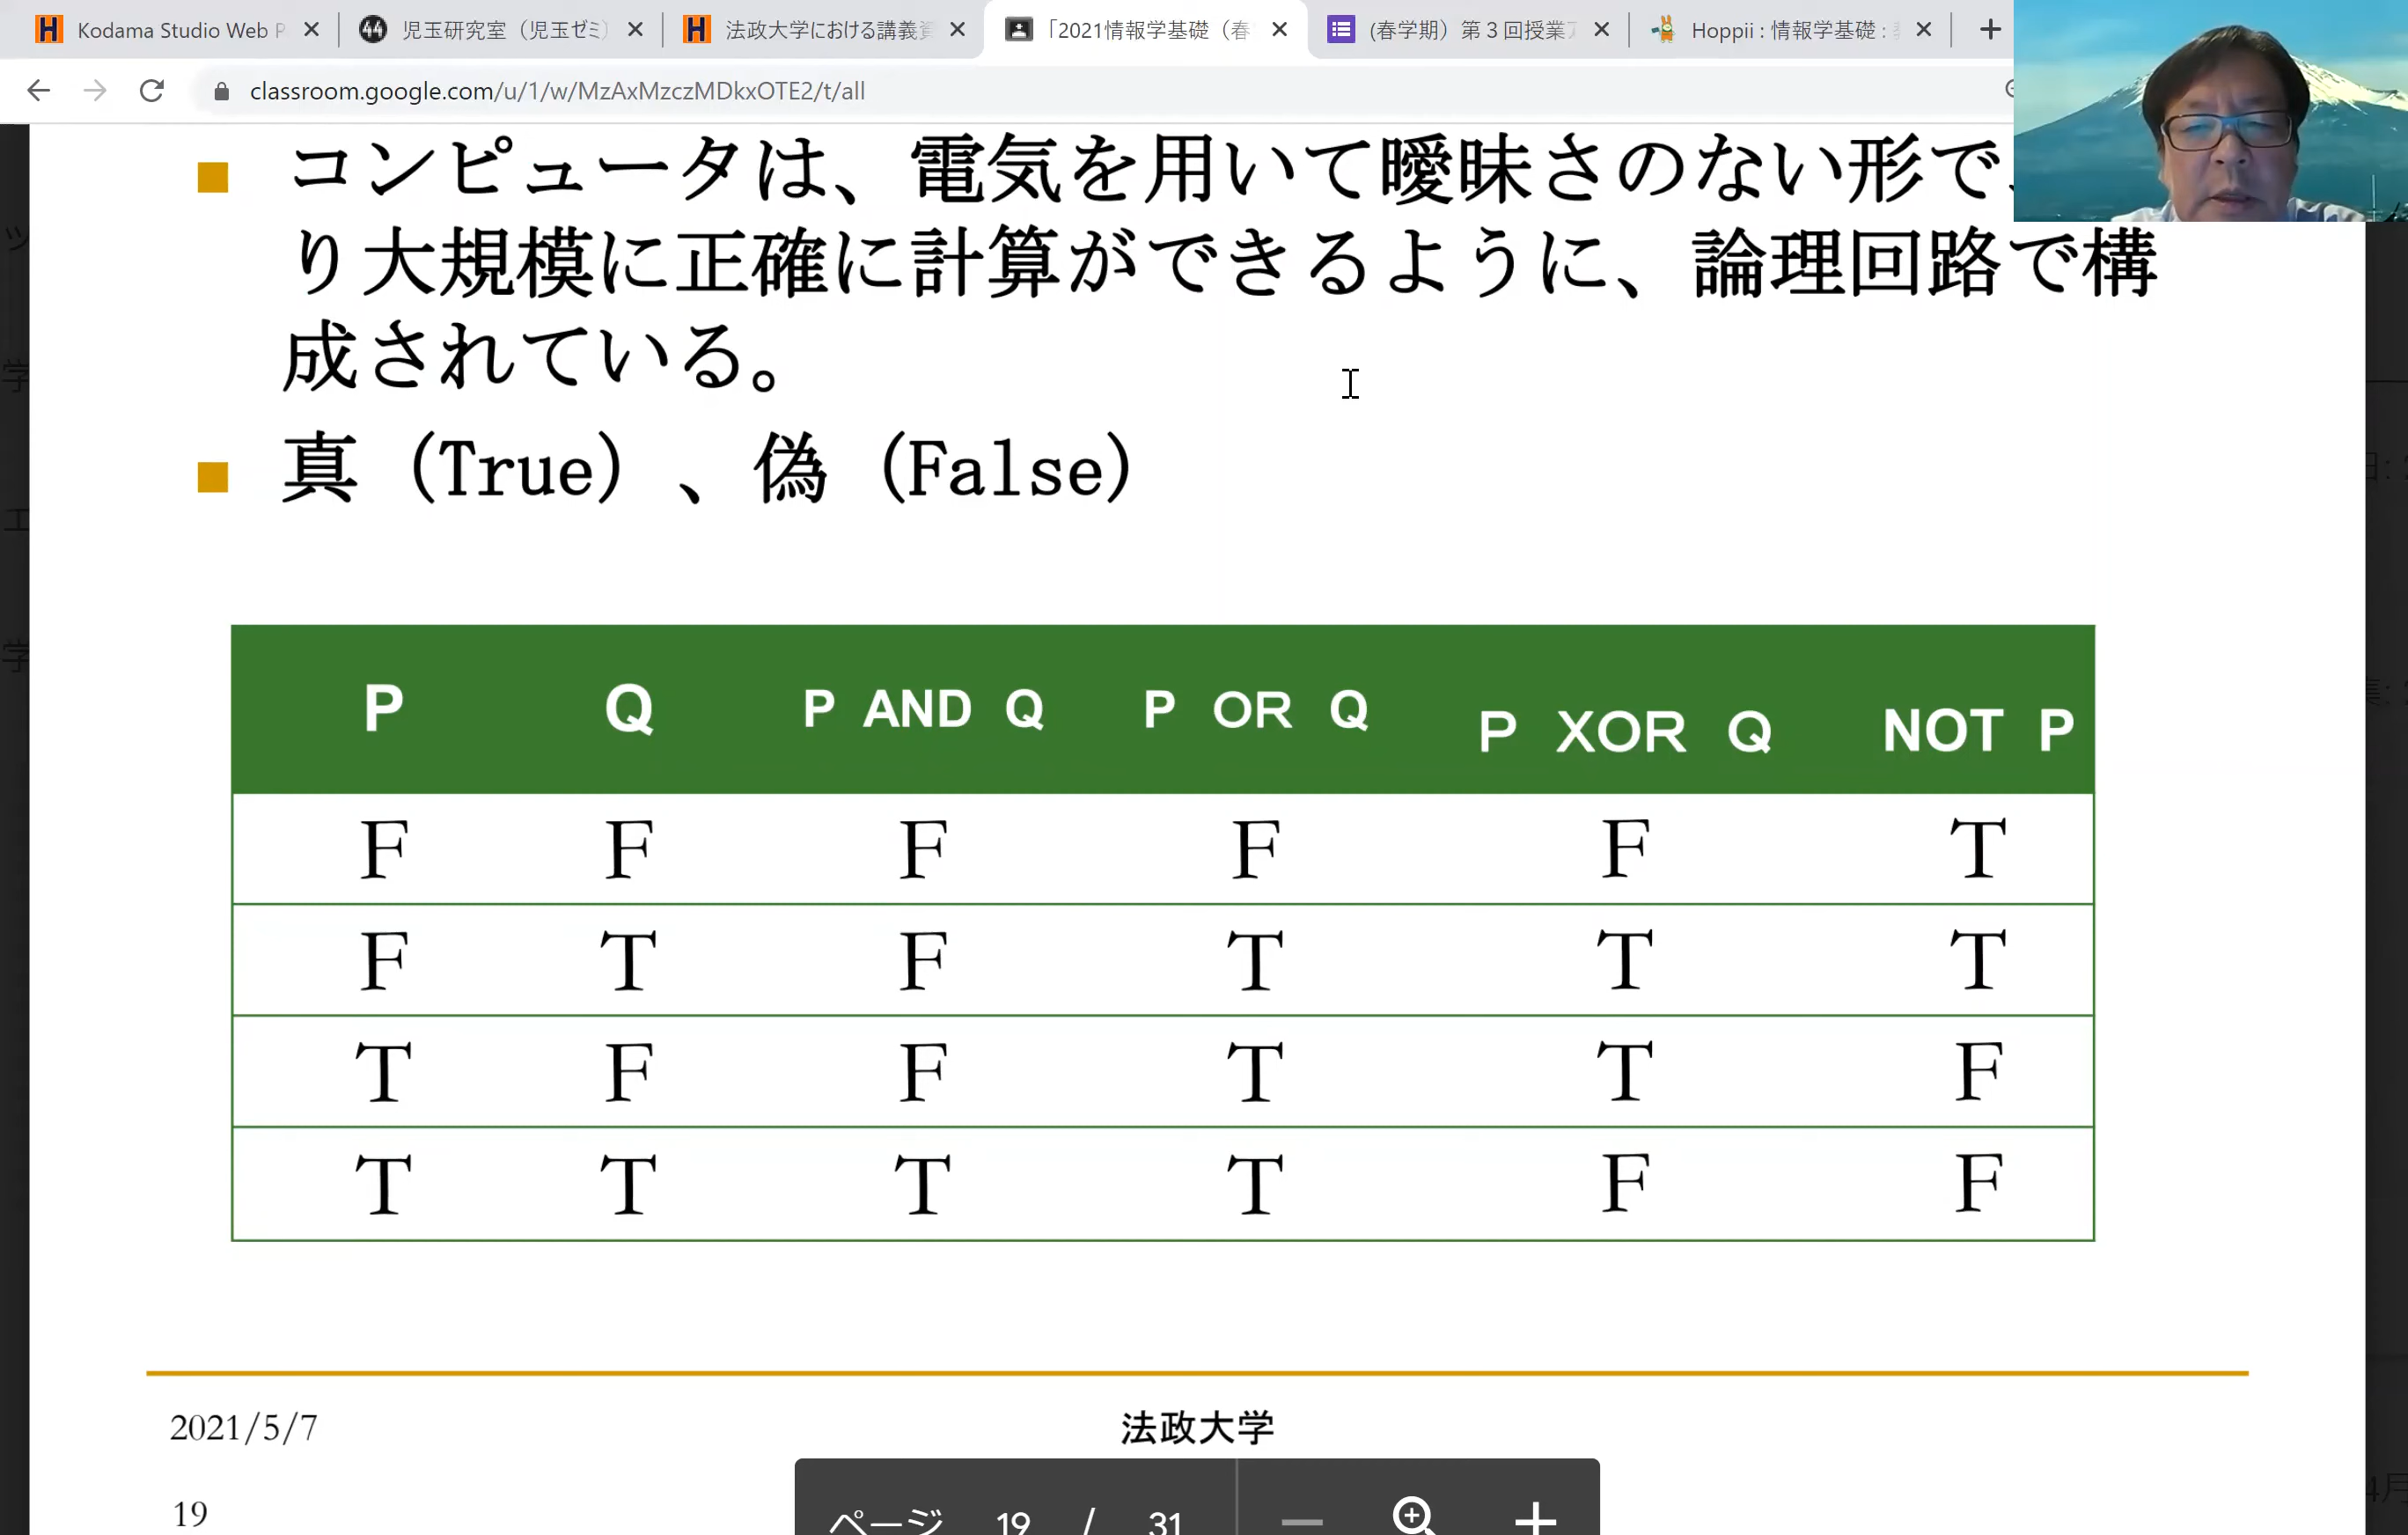 Kodama Studio Web P
児玉研究室（児玉ゼミ）
法政大学における講義資
「2021情報学基礎（春
(春学期）第３回授業ア
Hoppii : 情報学基礎 :
classroom.google.com/u/1/w/MzAxMzczMDkxOTE2/t/all
コンピュータは、電気を用いて曖昧さのない形で、
り大規模に正確に計算ができるように、論理回路で構
成されている。
真（True）、偽（False）
P Q P AND Q P OR Q P XOR Q NOT P
F F F F F T
F T F T T T
T F F T T F
T T T T F F
2021/5/7
法政大学
19
ページ 19 / 31